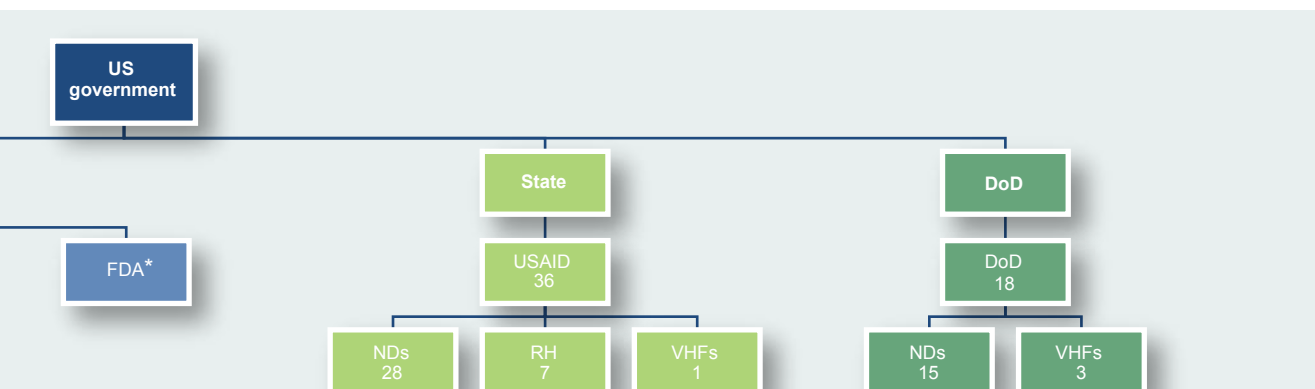 US
government
State
DoD
FDA*
USAID
36
DoD
18
NDs
28
RH
7
VHFs
1
NDs
15
VHFs
3